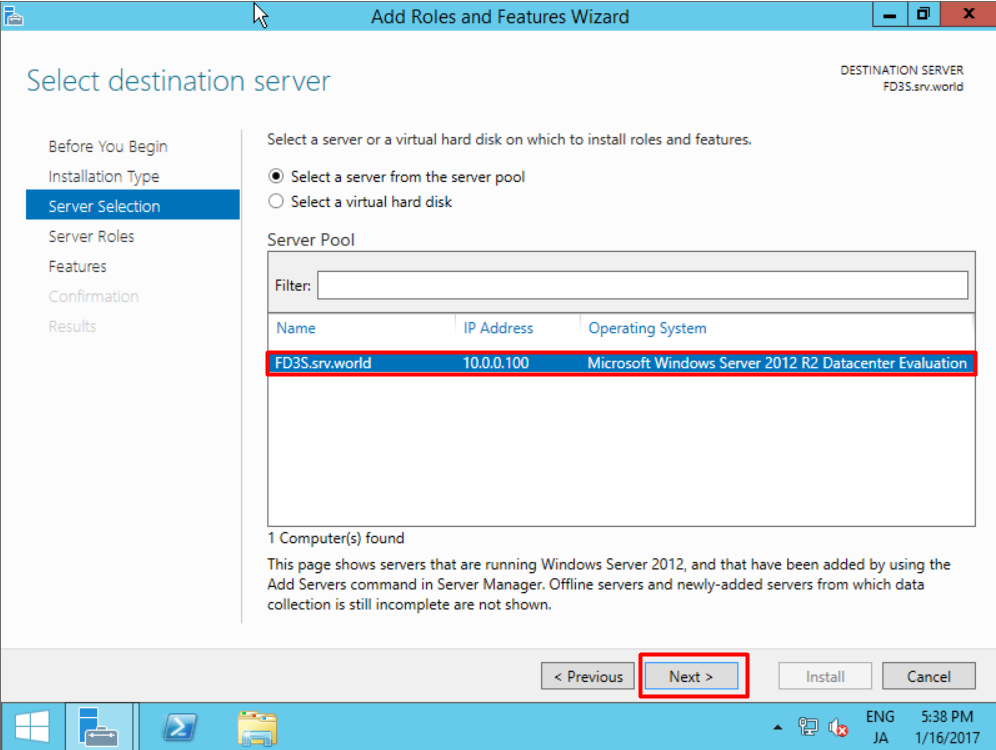 Add Roles and Features Wizard
Select destination server
DESTINATION SERVER
FD3S.srv.world
Before You Begin
Installation Type
Server Selection
Server Roles
Features
Confirmation
Results
Select a server or a virtual hard disk on which to install roles and features.
Select a server from the server pool
Select a virtual hard disk
Server Pool
Filter:
Name IP Address Operating System
FD3S.srv.world 10.0.0.100 Microsoft Windows Server 2012 R2 Datacenter Evaluation
1 Computer(s) found
This page shows servers that are running Windows Server 2012, and that have been added by using the
Add Servers command in Server Manager. Offline servers and newly-added servers from which data
collection is still incomplete are not shown.
< Previous Next > Install Cancel
ENG 5:38 PM
JA 1/16/2017